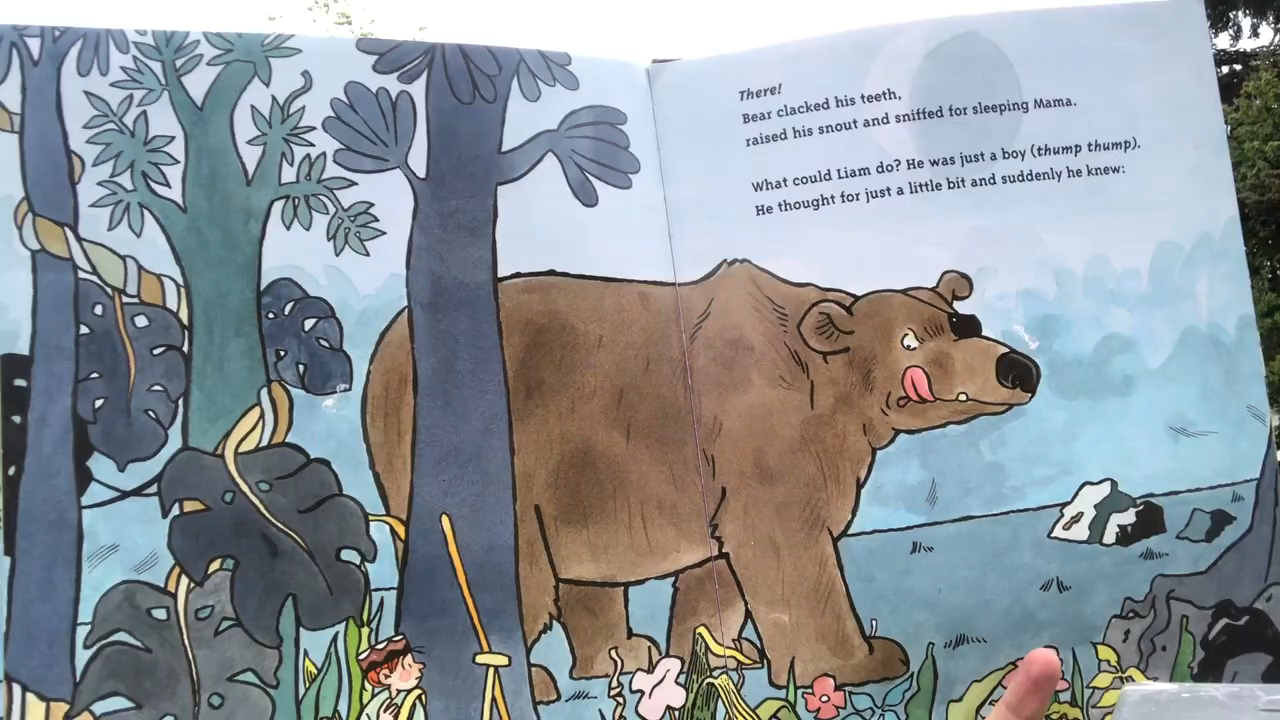 There!
Bear clacked his teeth,
raised his snout and sniffed for sleeping Mama.
What could Liam do? He was just a boy (thump thump).
He thought for just a little bit and suddenly he knew: